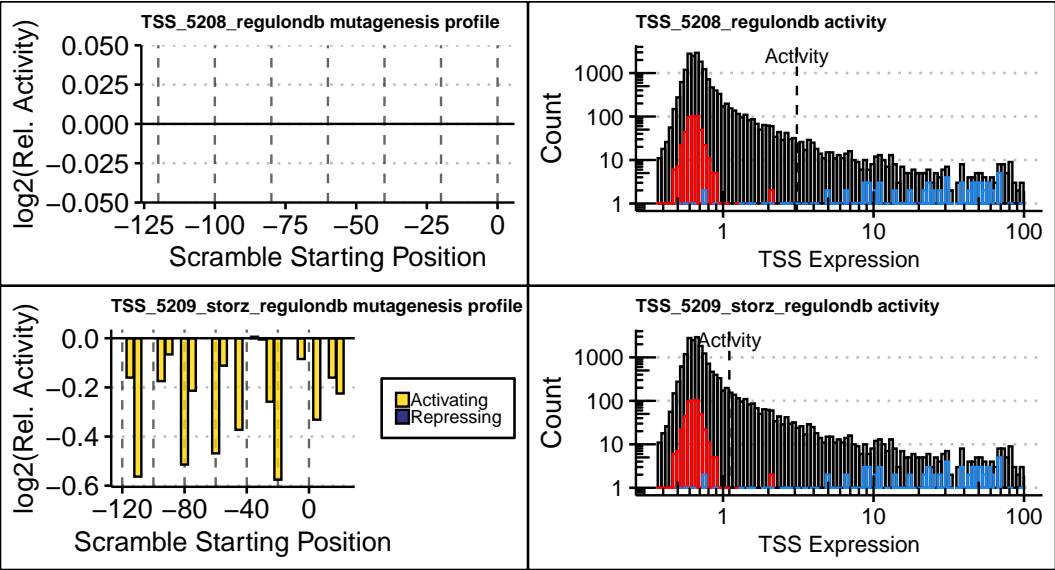 TSS_5208_regulondb mutagenesis profile
log2(Rel. Activity)
0.050
0.025
0.000
−0.025
−0.050
−125 −100 −75 −50 −25 0
Scramble Starting Position
TSS_5208_regulondb activity
Activity
Count
1000
100
10
1
1 10 100
TSS Expression
TSS_5209_storz_regulondb mutagenesis profile
log2(Rel. Activity)
0.0
−0.2
−0.4
−0.6
−120 −80 −40 0
Scramble Starting Position
Activating
Repressing
TSS_5209_storz_regulondb activity
Activity
Count
1000
100
10
1
1 10 100
TSS Expression